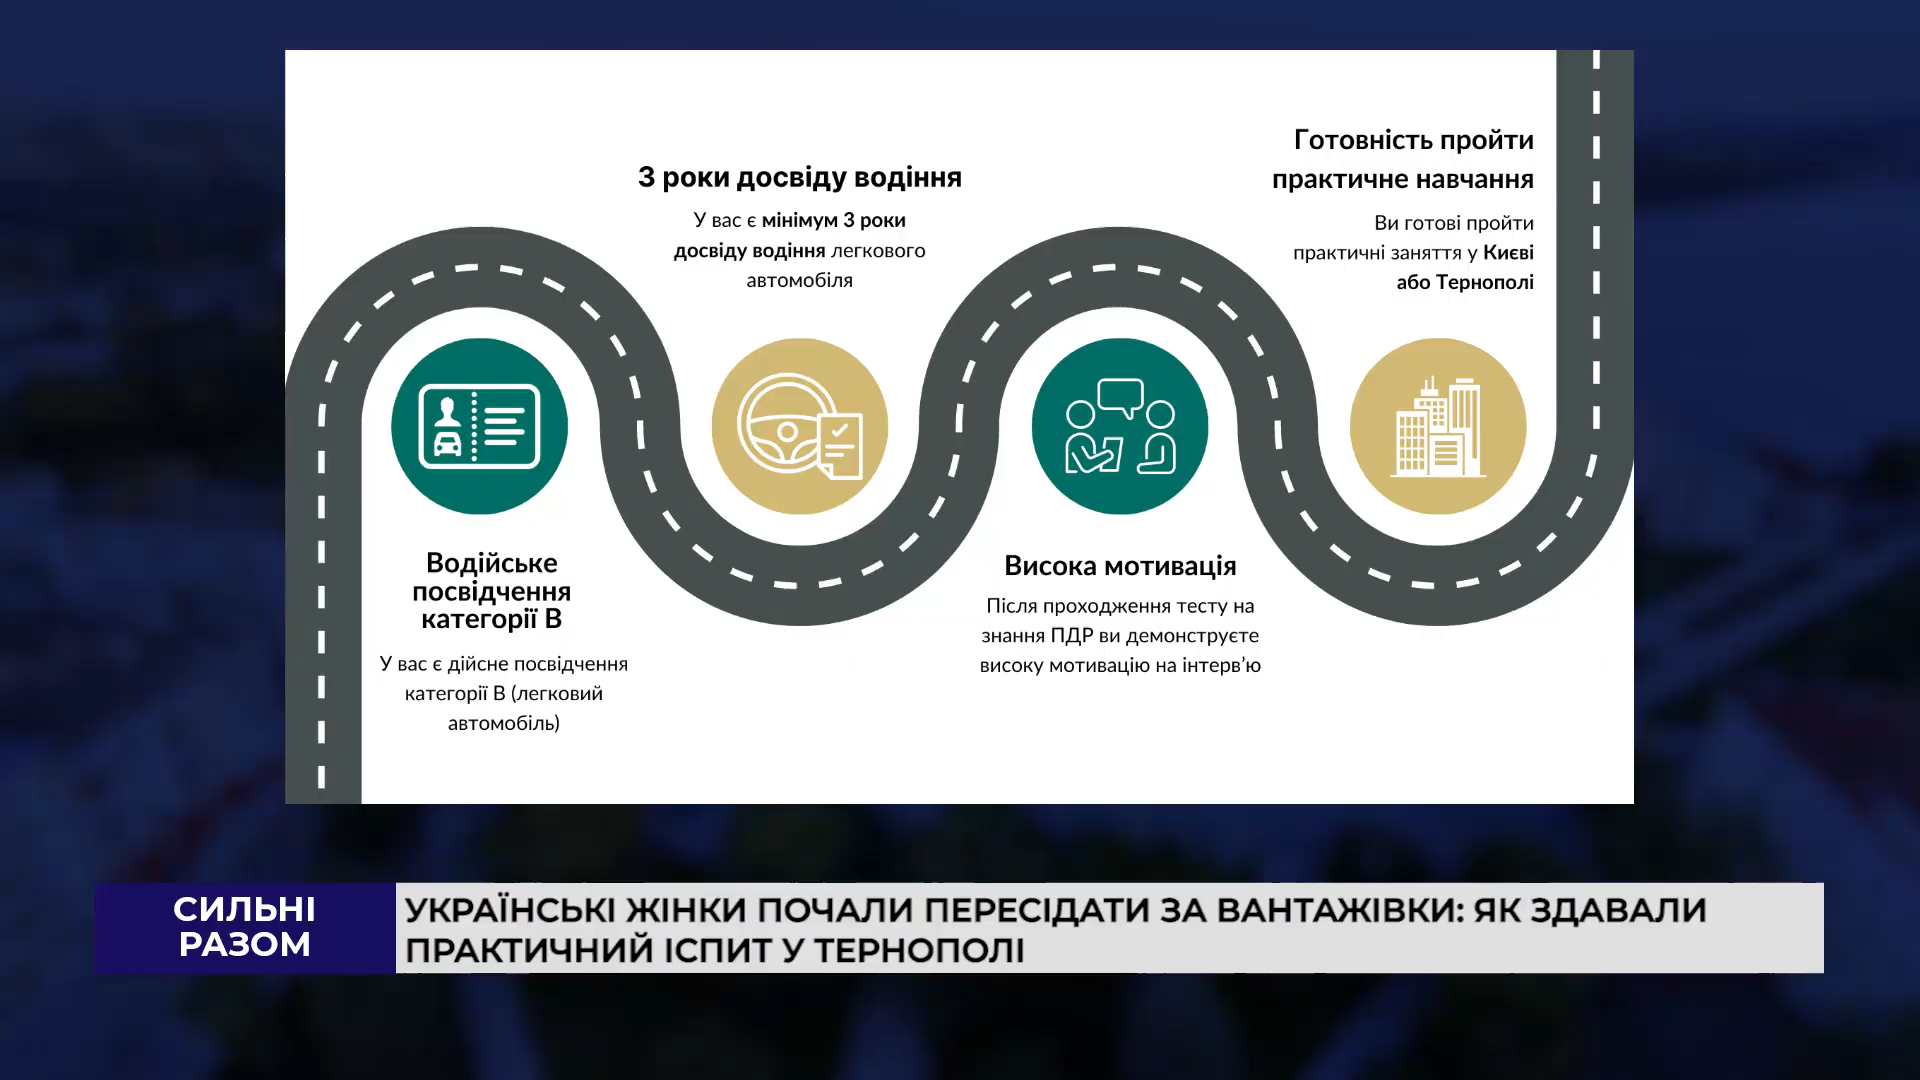 Водійське
посвідчення
категорії В
У вас є дійсне посвідчення
категорії В (легковий
автомобіль)
3 роки досвіду водіння
У вас є мінімум 3 роки
досвіду водіння легкового
автомобіля
Висока мотивація
Після проходження тесту на
знання ПДР ви демонструєте
високу мотивацію на інтерв’ю
Готовність пройти
практичне навчання
Ви готові пройти
практичні заняття у Києві
або Тернополі
СИЛЬНІ
РАЗОМ
УКРАЇНСЬКІ ЖІНКИ ПОЧАЛИ ПЕРЕСІДАТИ ЗА ВАНТАЖІВКИ: ЯК ЗДАВАЛИ
ПРАКТИЧНИЙ ІСПИТ У ТЕРНОПОЛІ